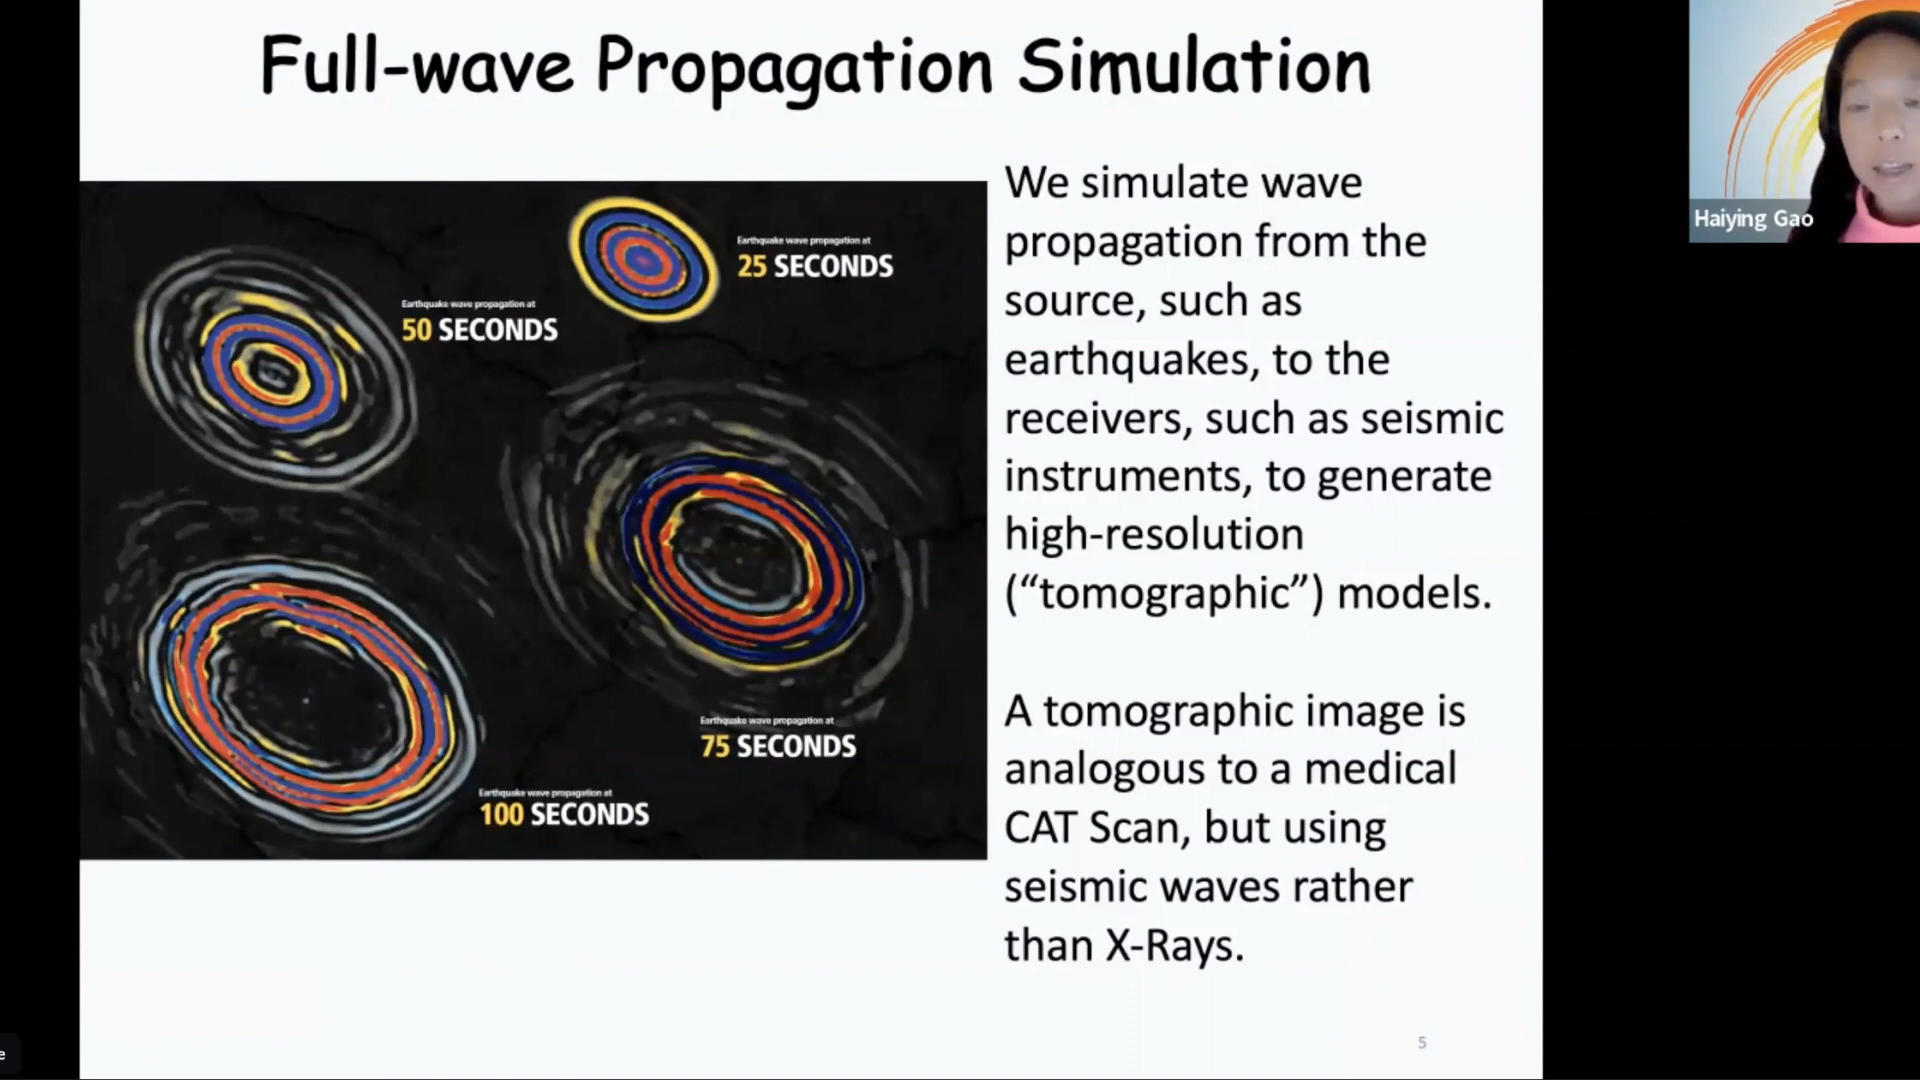 Full-wave Propagation Simulation
Earthquake wave propagation at
25 SECONDS
Earthquake wave propagation at
50 SECONDS
Earthquake wave propagation at
75 SECONDS
Earthquake wave propagation at
100 SECONDS
We simulate wave
propagation from the
source, such as
earthquakes, to the
receivers, such as seismic
instruments, to generate
high-resolution
(“tomographic”) models.
A tomographic image is
analogous to a medical
CAT Scan, but using
seismic waves rather
than X-Rays.
5
Haiying Gao
e